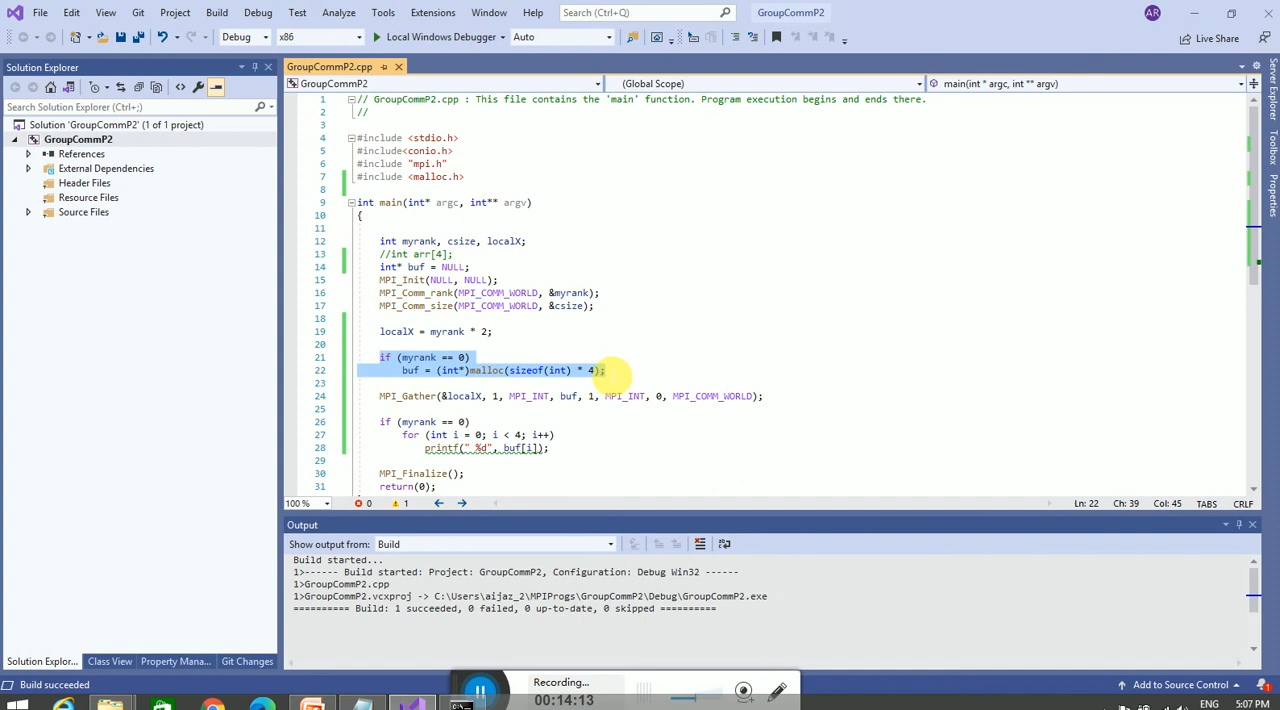 File Edit View Git Project Build Debug Test Analyze Tools Extensions Window Help Search (Ctrl+Q) GroupCommP2 AR
Debug x86 Local Windows Debugger Auto Live Share
Solution Explorer
Search Solution Explorer (Ctrl+;)
Solution 'GroupCommP2' (1 of 1 project)
GroupCommP2
References
External Dependencies
Header Files
Resource Files
Source Files
GroupCommP2.cpp
GroupCommP2 (Global Scope) main(int * argc, int ** argv)
1 // GroupCommP2.cpp : This file contains the 'main' function. Program execution begins and ends there.
2 //
3
4 #include <stdio.h>
5 #include<conio.h>
6 #include "mpi.h"
7 #include <malloc.h>
8
9 int main(int* argc, int** argv)
10 {
11
12 int myrank, csize, localX;
13 //int arr[4];
14 int* buf = NULL;
15 MPI_Init(NULL, NULL);
16 MPI_Comm_rank(MPI_COMM_WORLD, &myrank);
17 MPI_Comm_size(MPI_COMM_WORLD, &csize);
18
19 localX = myrank * 2;
20
21 if (myrank == 0)
22 buf = (int*)malloc(sizeof(int) * 4);
23
24 MPI_Gather(&localX, 1, MPI_INT, buf, 1, MPI_INT, 0, MPI_COMM_WORLD);
25
26 if (myrank == 0)
27 for (int i = 0; i < 4; i++)
28 printf(" %d", buf[i]);
29
30 MPI_Finalize();
31 return(0);
100 % 0 1 Ln: 22 Ch: 39 Col: 45 TABS CRLF
Server Explorer
Toolbox
Properties
Output
Show output from: Build
Build started...
1>------ Build started: Project: GroupCommP2, Configuration: Debug Win32 ------
1>GroupCommP2.cpp
1>GroupCommP2.vcxproj -> C:\Users\aijaz_2\MPIProgs\GroupCommP2\Debug\GroupCommP2.exe
========== Build: 1 succeeded, 0 failed, 0 up-to-date, 0 skipped ==========
Solution Explor... Class View Property Mana... Git Changes
Build succeeded Add to Source Control 1
Recording...
00:14:13
ENG 5:07 PM